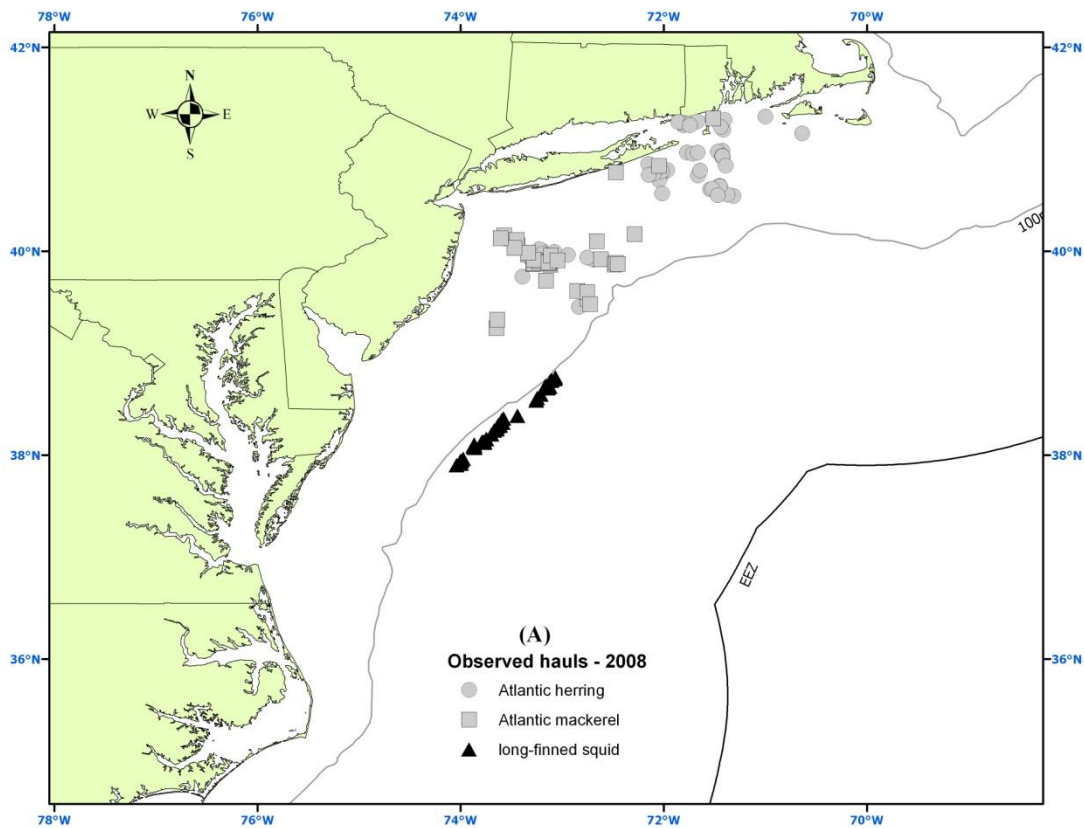 78°W 76°W 74°W 72°W 70°W
42°N 42°N
N
W E
S
40°N 40°N
38°N 38°N
EEZ
36°N 36°N
(A)
Observed hauls - 2008
Atlantic herring
Atlantic mackerel
long-finned squid
78°W 76°W 74°W 72°W 70°W